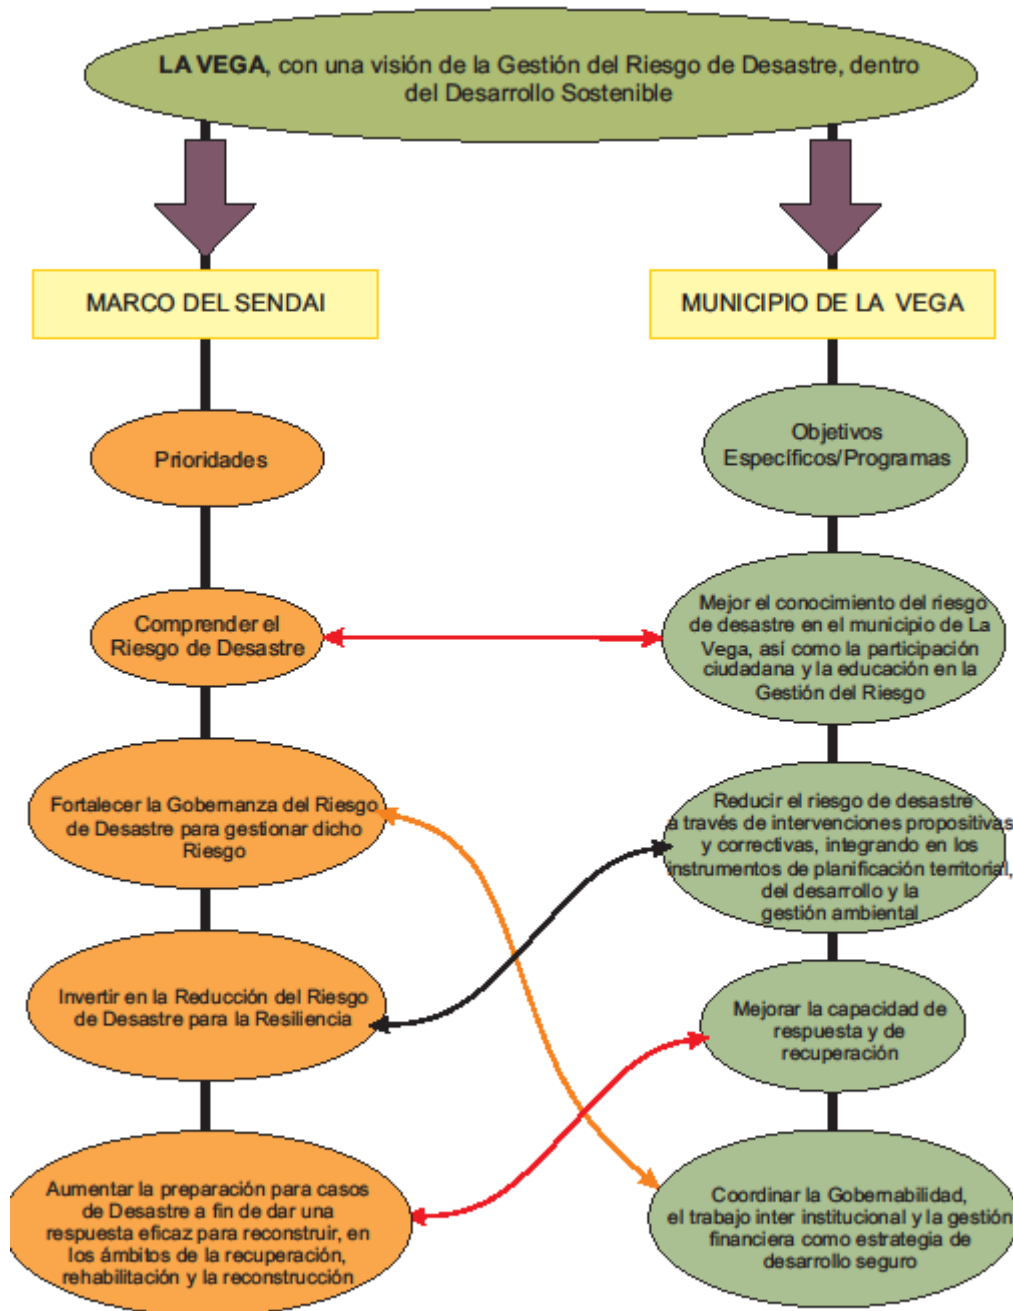 LA VEGA, con una visión de la Gestión del Riesgo de Desastre, dentro
del Desarrollo Sostenible
MARCO DEL SENDAI
Prioridades
Comprender el
Riesgo de Desastre
Fortalecer la Gobernanza del Riesgo
de Desastre para gestionar dicho
Riesgo
Invertir en la Reducción del Riesgo
de Desastre para la Resiliencia
Aumentar la preparación para casos
de Desastre a fin de dar una
respuesta eficaz para reconstruir, en
los ámbitos de la recuperación,
rehabilitación y la reconstrucción
MUNICIPIO DE LA VEGA
Objetivos
Específicos/Programas
Mejor el conocimiento del riesgo
de desastre en el municipio de La
Vega, así como la participación
ciudadana y la educación en la
Gestión del Riesgo
Reducir el riesgo de desastre
a través de intervenciones propositivas
y correctivas, integrando en los
instrumentos de planificación territorial,
del desarrollo y la
gestión ambiental
Mejorar la capacidad de
respuesta y de
recuperación
Coordinar la Gobernabilidad,
el trabajo inter institucional y la gestión
financiera como estrategia de
desarrollo seguro